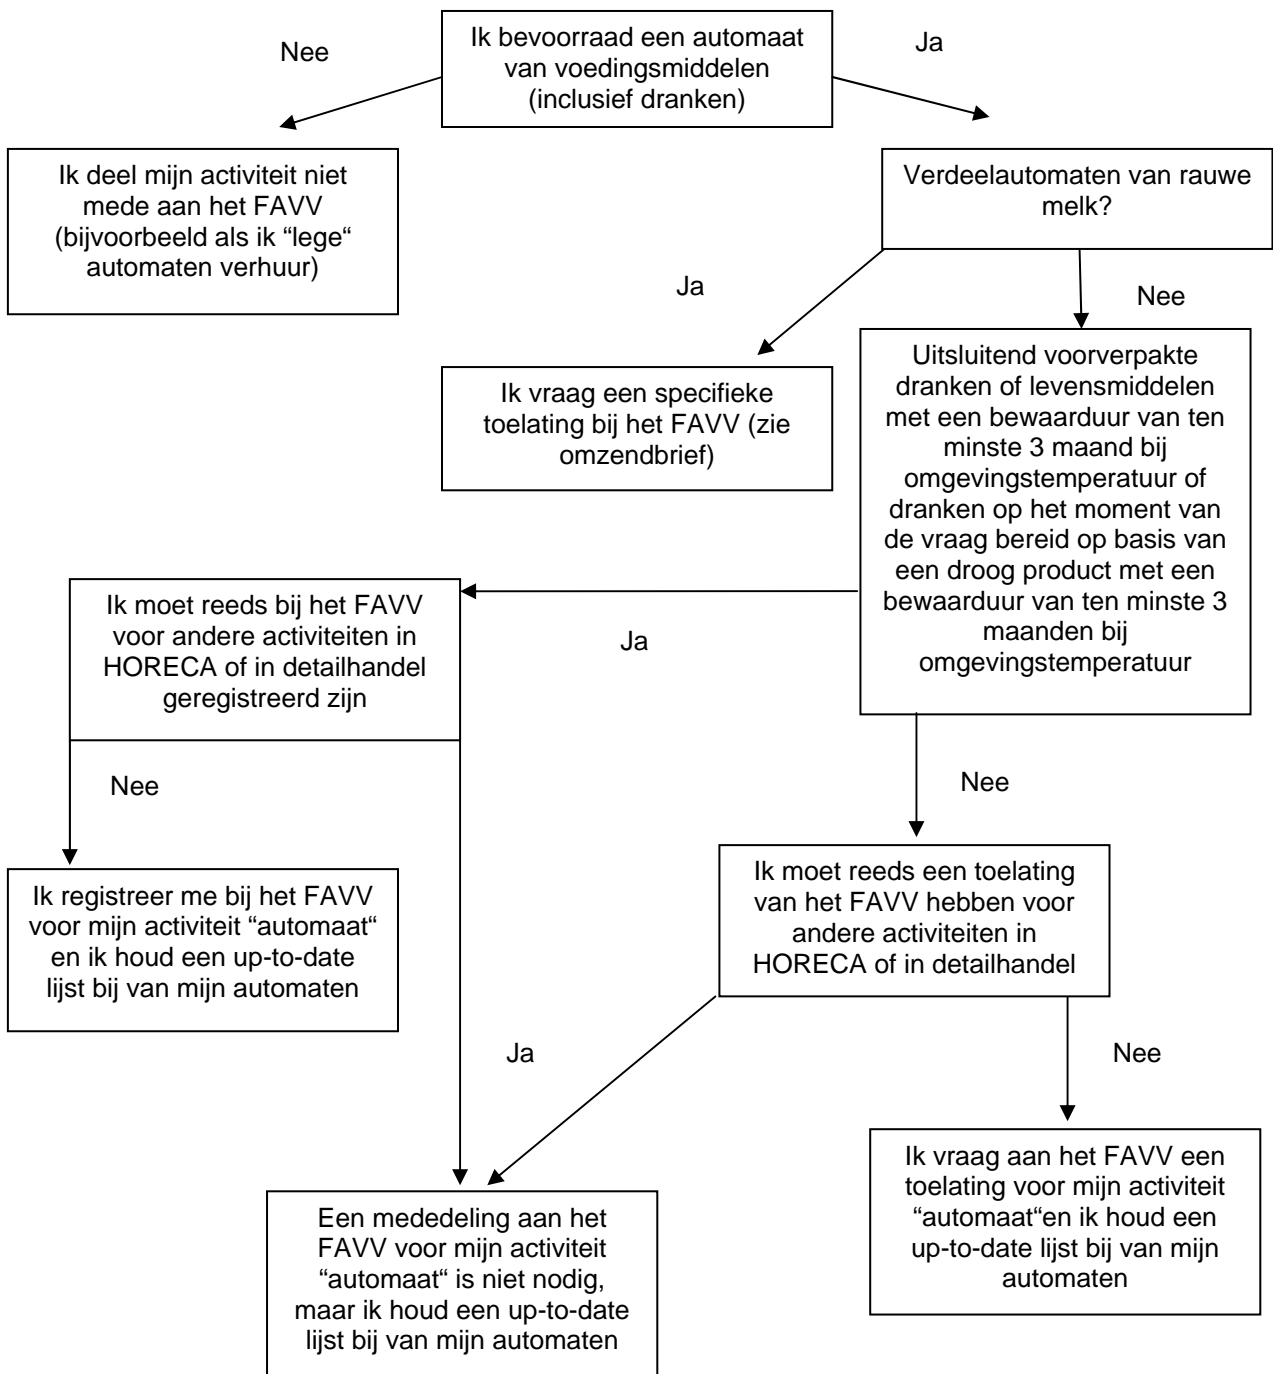 Nee
Ik bevoorraad een automaat
van voedingsmiddelen
(inclusief dranken)
Ja
Ik deel mijn activiteit niet
mede aan het FAVV
(bijvoorbeeld als ik “lege“
automaten verhuur)
Verdeelautomaten van rauwe
melk?
Ja
Nee
Ik vraag een specifieke
toelating bij het FAVV (zie
omzendbrief)
Uitsluitend voorverpakte
dranken of levensmiddelen
met een bewaarduur van ten
minste 3 maand bij
omgevingstemperatuur of
dranken op het moment van
de vraag bereid op basis van
een droog product met een
bewaarduur van ten minste 3
maanden bij
omgevingstemperatuur
Ik moet reeds bij het FAVV
voor andere activiteiten in
HORECA of in detailhandel
geregistreerd zijn
Ja
Nee
Nee
Ik registreer me bij het FAVV
voor mijn activiteit “automaat“
en ik houd een up-to-date
lijst bij van mijn automaten
Ik moet reeds een toelating
van het FAVV hebben voor
andere activiteiten in
HORECA of in detailhandel
Ja
Nee
Een mededeling aan het
FAVV voor mijn activiteit
“automaat“ is niet nodig,
maar ik houd een up-to-date
lijst bij van mijn automaten
Ik vraag aan het FAVV een
toelating voor mijn activiteit
“automaat“en ik houd een
up-to-date lijst bij van mijn
automaten